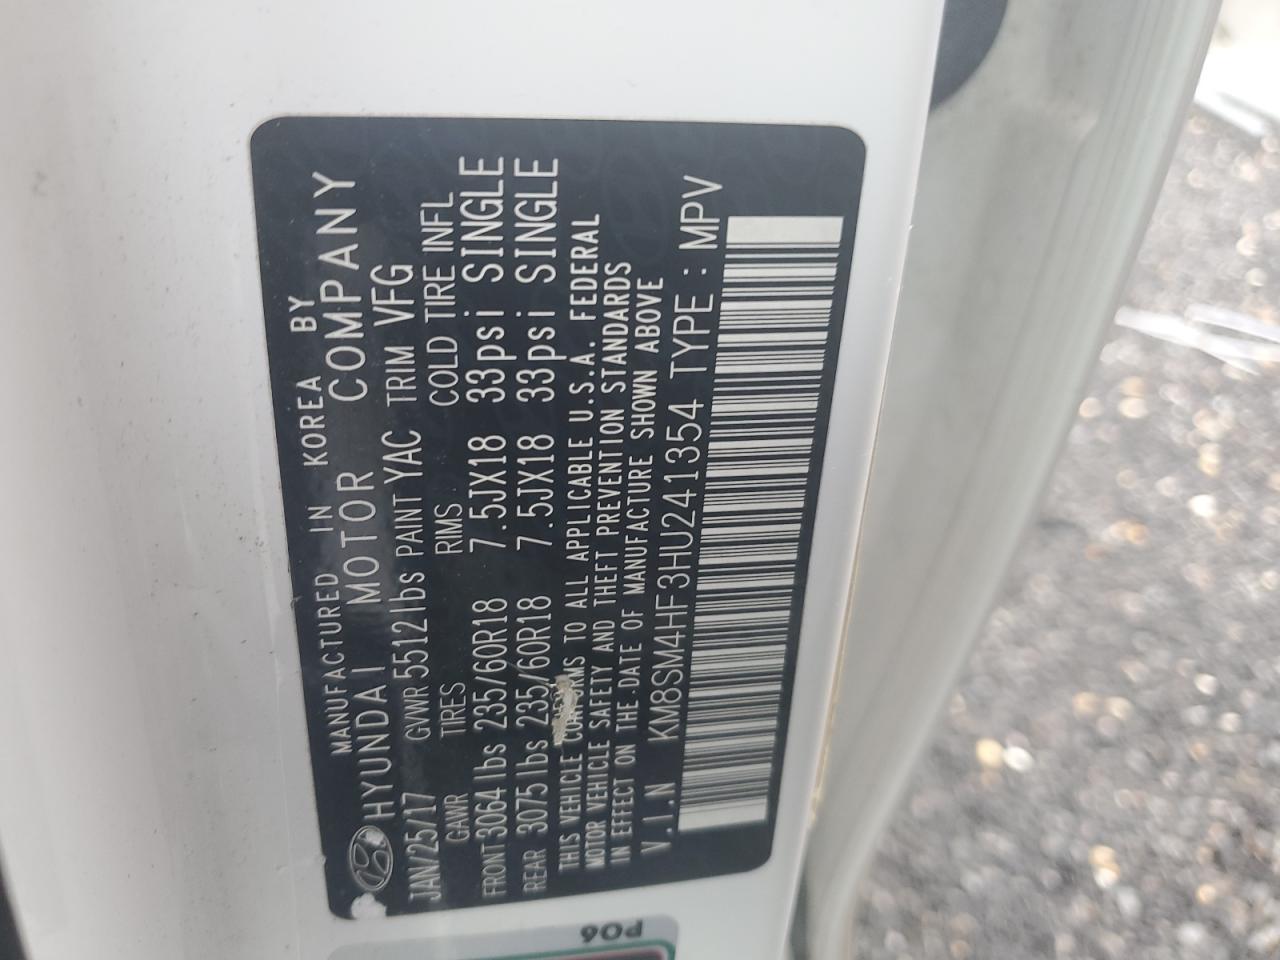 MANUFACTURED IN KOREA BY
HYUNDAI MOTOR COMPANY
JAN/25/17 GVWR 5512lbs PAINT YAC TRIM VFG
GAWR TIRES RIMS COLD TIRE INFL
FRONT 3064lbs 235/60R18 7.5JX18 33psi SINGLE
REAR 3075lbs 235/60R18 7.5JX18 33psi SINGLE
THIS VEHICLE CONFORMS TO ALL APPLICABLE U.S.A. FEDERAL
MOTOR VEHICLE SAFETY AND THEFT PREVENTION STANDARDS
IN EFFECT ON THE DATE OF MANUFACTURE SHOWN ABOVE
V.I.N KM8SM4HF3HU241354 TYPE : MPV
PO6